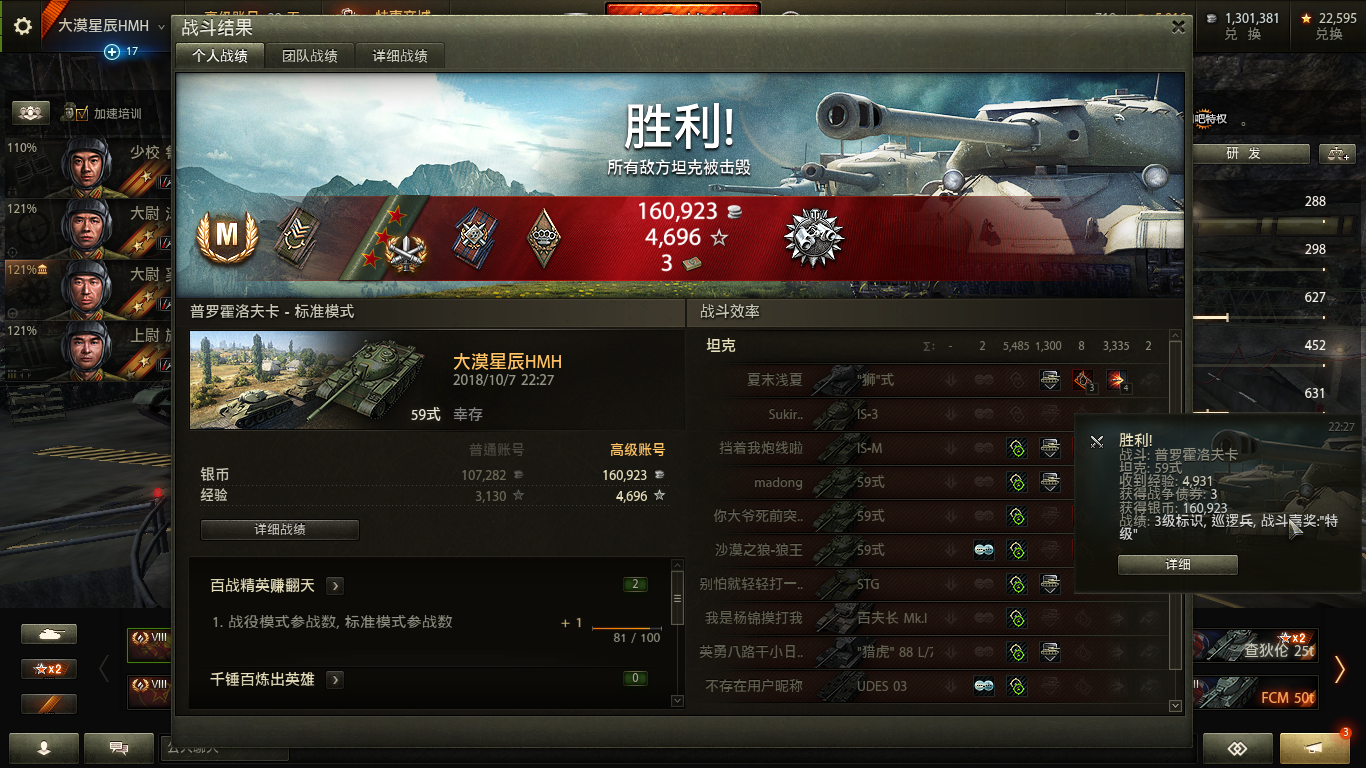 大漠星辰HMH
17
战斗结果
1,301,381
兑 换
22,595
兑换
个人战绩
团队战绩
详细战绩
加速培训
胜利!
所有敌方坦克被击毁
吧特权
研 发
110%
少校
121%
大尉
121%
大尉
121%
上尉
M
160,923
4,696
3
288
298
627
452
631
普罗霍洛夫卡 - 标准模式
战斗效率
大漠星辰HMH
2018/10/7 22:27
59式 幸存
普通账号 高级账号
银币 107,282 160,923
经验 3,130 4,696
详细战绩
坦克 Σ: - 2 5,485 1,300 8 3,335 2
夏末浅夏 "狮"式 3 4
Sukir.. IS-3
挡着我炮线啦 IS-M
madong 59式
你大爷死前突.. 59式
沙漠之狼-狼王 59式
别怕就轻轻打一.. STG
我是杨锦摸打我 百夫长 Mk.I
英勇八路干小日.. "猎虎" 88 L/7
不存在用户昵称 UDES 03
22:27
胜利!
战斗: 普罗霍洛夫卡
坦克: 59式
收到经验: 4,931
获得战争债券: 3
获得银币: 160,923
战绩: 3级标识, 巡逻兵, 战斗嘉奖:"特
级"
详细
百战精英赚翻天 2
1. 战役模式参战数, 标准模式参战数 + 1
81 / 100
千锤百炼出英雄 0
VIII
x2
VIII
x2
查狄伦 25t
FCM 50t
3